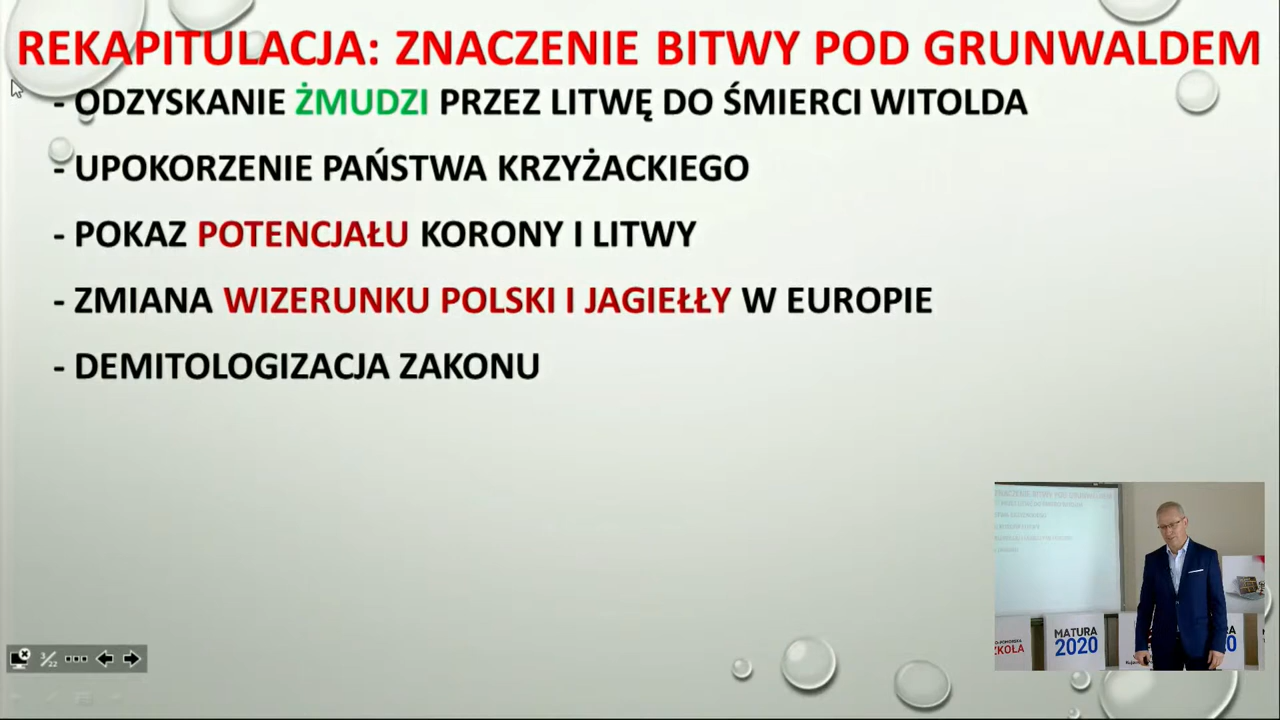 REKAPITULACJA: ZNACZENIE BITWY POD GRUNWALDEM
- ODZYSKANIE ŻMUDZI PRZEZ LITWĘ DO ŚMIERCI WITOLDA
- UPOKORZENIE PAŃSTWA KRZYŻACKIEGO
- POKAZ POTENCJAŁU KORONY I LITWY
- ZMIANA WIZERUNKU POLSKI I JAGIEŁŁY W EUROPIE
- DEMITOLOGIZACJA ZAKONU
MATURA
2020